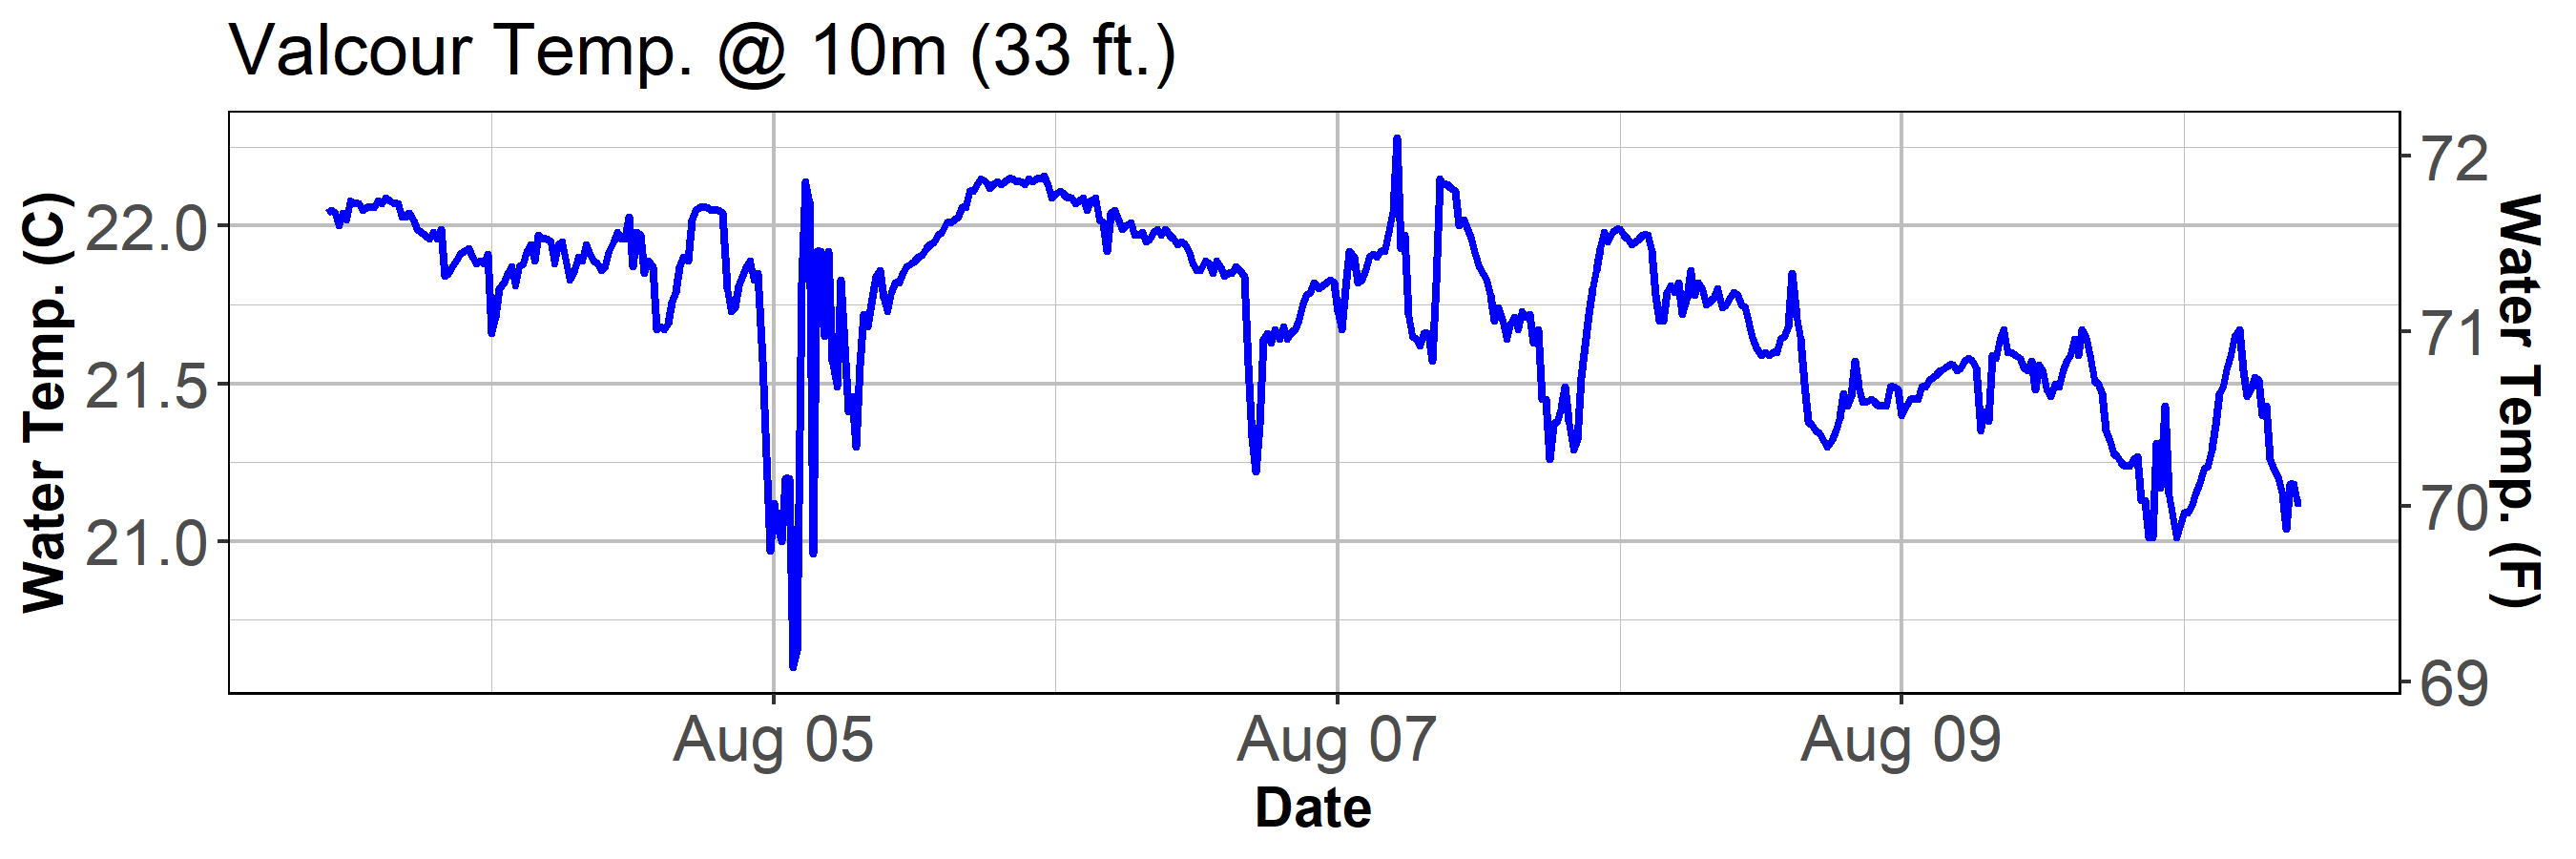 Valcour Temp. @ 10m (33 ft.)
Water Temp. (C)
22.0
21.5
21.0
72
71
70
69
Water Temp. (F)
Aug 05
Aug 07
Aug 09
Date